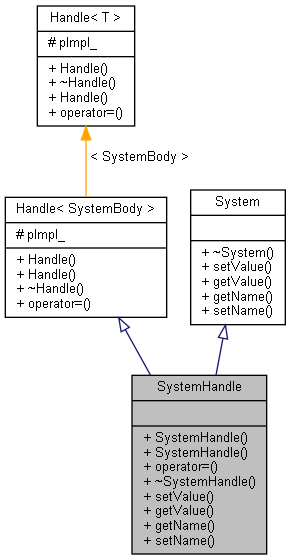 Handle< T >
# pImpl_
+ Handle()
+ ~Handle()
+ Handle()
+ operator=()
< SystemBody >
Handle< SystemBody >
# pImpl_
+ Handle()
+ Handle()
+ ~Handle()
+ operator=()
System
+ ~System()
+ setValue()
+ getValue()
+ getName()
+ setName()
SystemHandle
+ SystemHandle()
+ SystemHandle()
+ operator=()
+ ~SystemHandle()
+ setValue()
+ getValue()
+ getName()
+ setName()